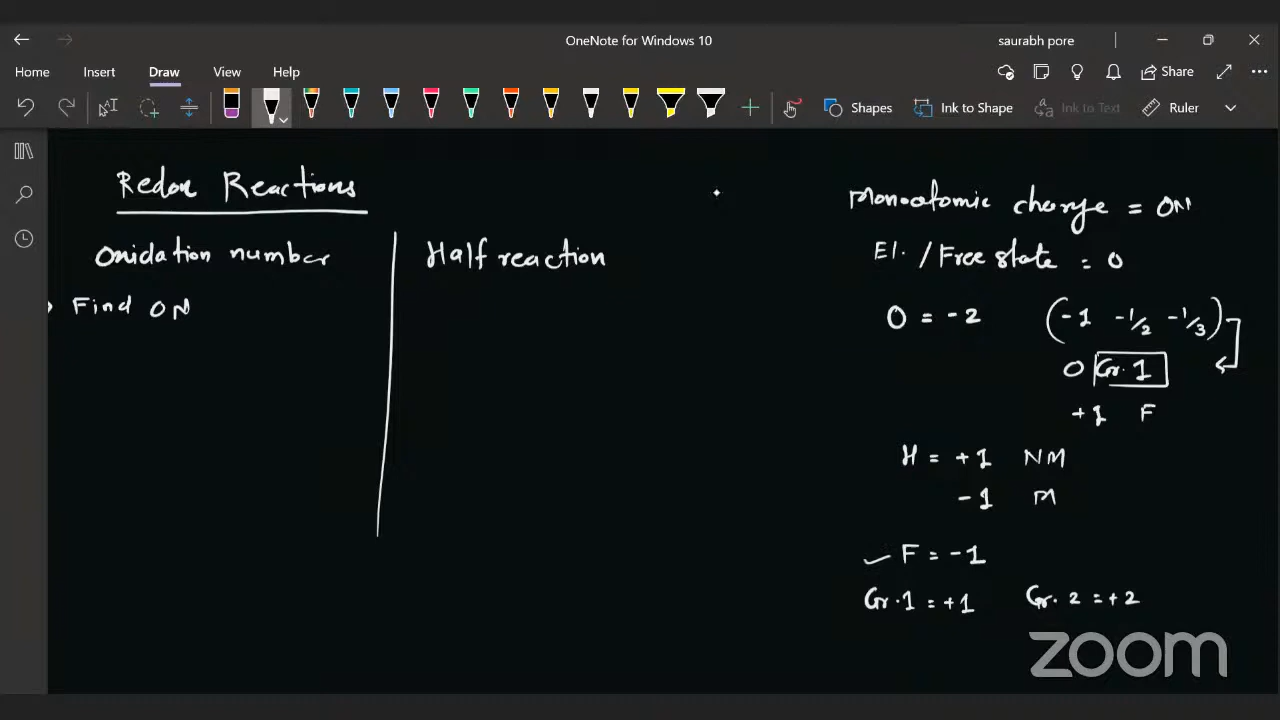 OneNote for Windows 10
saurabh pore
Home Insert Draw View Help
Share
Shapes Ink to Shape Ink to Text Ruler
Redox Reactions
Oxidation number
Find ON
Half reaction
Monoatomic charge = ON
El. / Free state = 0
O = -2 (-1 -1/2 -1/3)
O Gr. 1
+1 F
H = +1 NM
-1 M
✓ F = -1
Gr. 1 = +1 Gr. 2 = +2
zoom